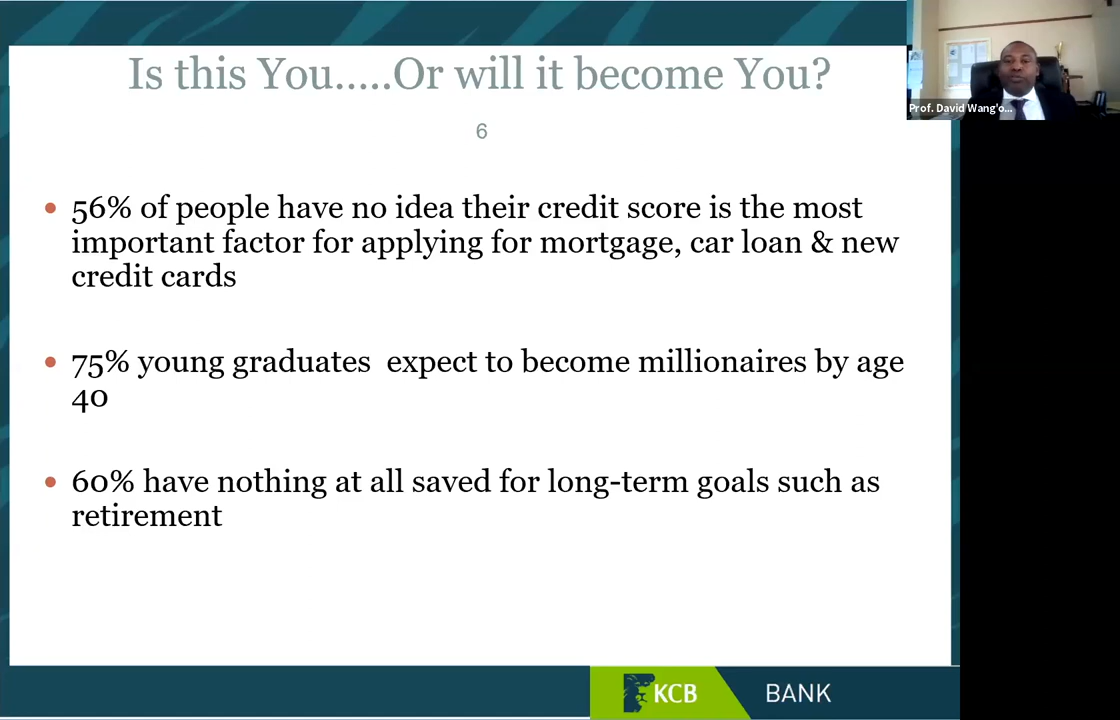 Is this You.....Or will it become You?
Prof. David Wang'o...
6
• 56% of people have no idea their credit score is the most
important factor for applying for mortgage, car loan & new
credit cards
• 75% young graduates  expect to become millionaires by age
40
• 60% have nothing at all saved for long-term goals such as
retirement
KCB BANK